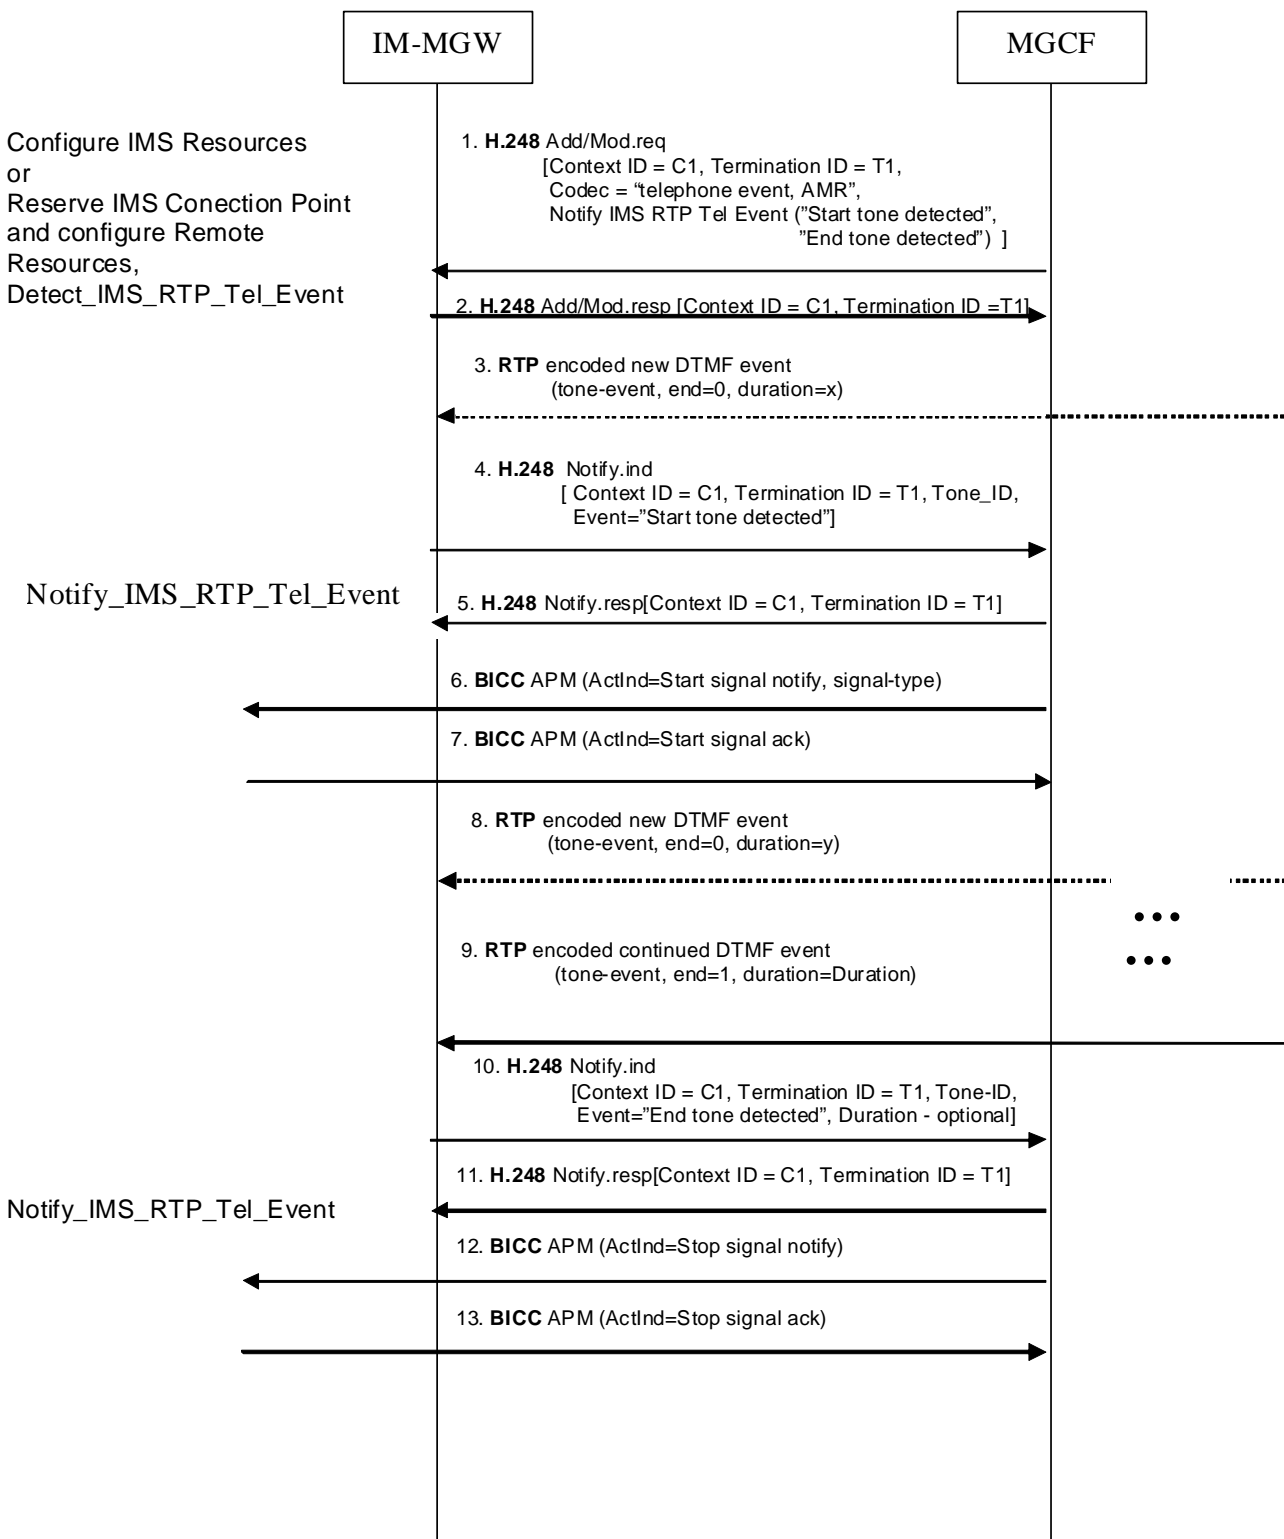 IM-MGW
MGCF
Configure IMS Resources
or
Reserve IMS Conection Point
and configure Remote
Resources,
Detect_IMS_RTP_Tel_Event
1. H.248 Add/Mod.req
[Context ID = C1, Termination ID = T1,
Codec = “telephone event, AMR”,
Notify IMS RTP Tel Event (”Start tone detected”,
”End tone detected”) ]
2. H.248 Add/Mod.resp [Context ID = C1, Termination ID =T1]
3. RTP encoded new DTMF event
(tone-event, end=0, duration=x)
4. H.248 Notify.ind
[ Context ID = C1, Termination ID = T1, Tone_ID,
Event=”Start tone detected”]
Notify_IMS_RTP_Tel_Event
5. H.248 Notify.resp[Context ID = C1, Termination ID = T1]
6. BICC APM (ActInd=Start signal notify, signal-type)
7. BICC APM (ActInd=Start signal ack)
8. RTP encoded new DTMF event
(tone-event, end=0, duration=y)
•••
9. RTP encoded continued DTMF event
(tone-event, end=1, duration=Duration)
•••
10. H.248 Notify.ind
[Context ID = C1, Termination ID = T1, Tone-ID,
Event=”End tone detected”, Duration - optional]
11. H.248 Notify.resp[Context ID = C1, Termination ID = T1]
Notify_IMS_RTP_Tel_Event
12. BICC APM (ActInd=Stop signal notify)
13. BICC APM (ActInd=Stop signal ack)